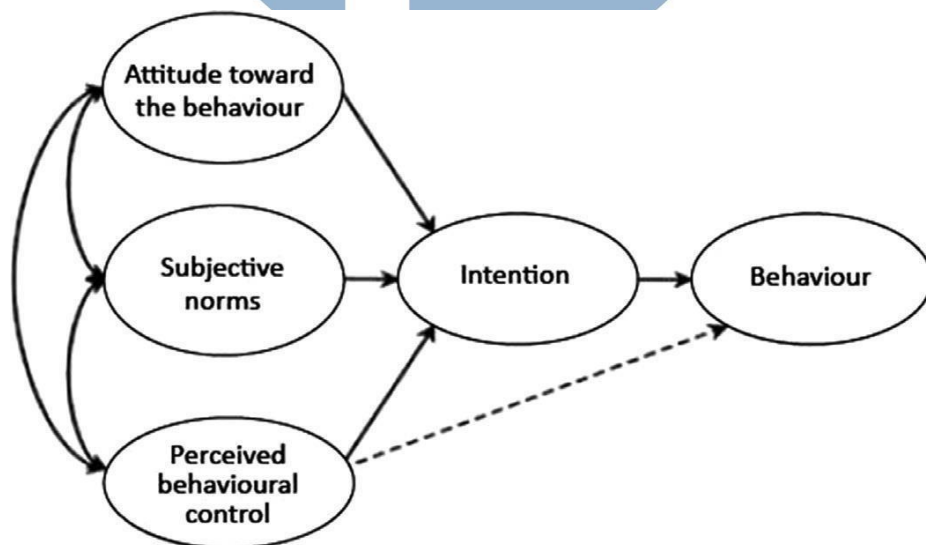 Attitude toward
the behaviour
Subjective
norms
Intention
Behaviour
Perceived
behavioural
control